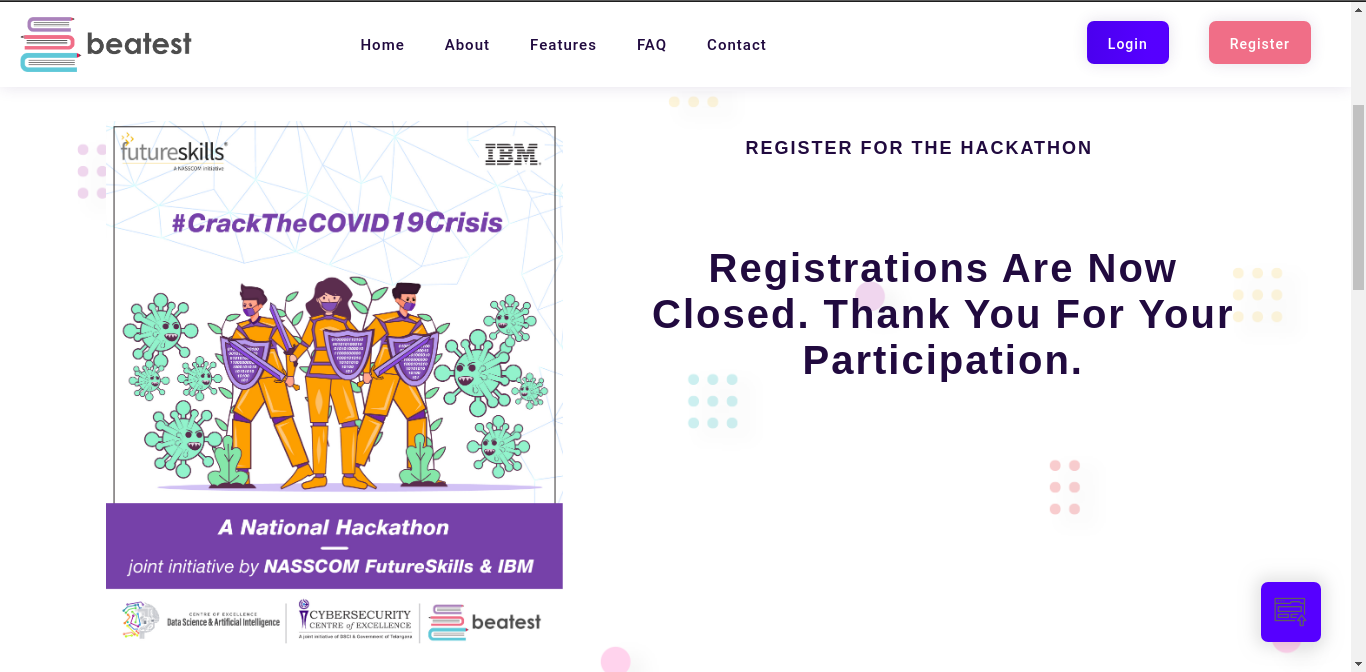 beatest
Home About Features FAQ Contact
Login Register
futureskills
A NASSCOM Initiative
IBM
#CrackTheCOVID19Crisis
A National Hackathon
joint initiative by NASSCOM FutureSkills & IBM
CENTRE OF EXCELLENCE
Data Science & Artificial Intelligence
CYBERSECURITY
CENTRE of EXCELLENCE
A joint initiative of DSCI & Government of Telangana
beatest
REGISTER FOR THE HACKATHON
Registrations Are Now
Closed. Thank You For Your
Participation.